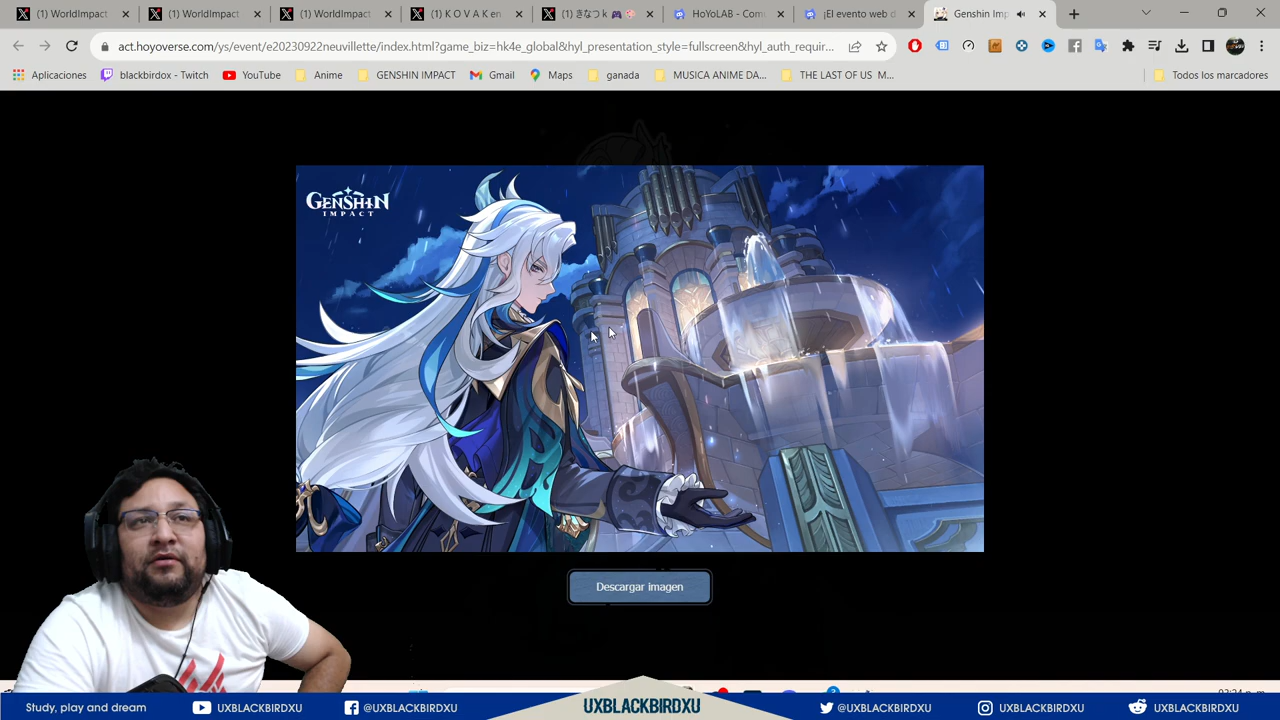 (1) WorldImpact
(1) WorldImpact
(1) WorldImpact
(1) K O V A K en
(1) きなつ k 🎮
HoYoLAB - Comu
¡El evento web d
Genshin Imp
act.hoyoverse.com/ys/event/e20230922neuvillette/index.html?game_biz=hk4e_global&hyl_presentation_style=fullscreen&hyl_auth_requir...
Aplicaciones
blackbirdox - Twitch
YouTube
Anime
GENSHIN IMPACT
Gmail
Maps
ganada
MUSICA ANIME DA...
THE LAST OF US M...
Todos los marcadores
GENSHIN
IMPACT
Descargar imagen
Study, play and dream
UXBLACKBIRDXU
@UXBLACKBIRDXU
UXBLACKBIRDXU
@UXBLACKBIRDXU
UXBLACKBIRDXU
UXBLACKBIRDXU